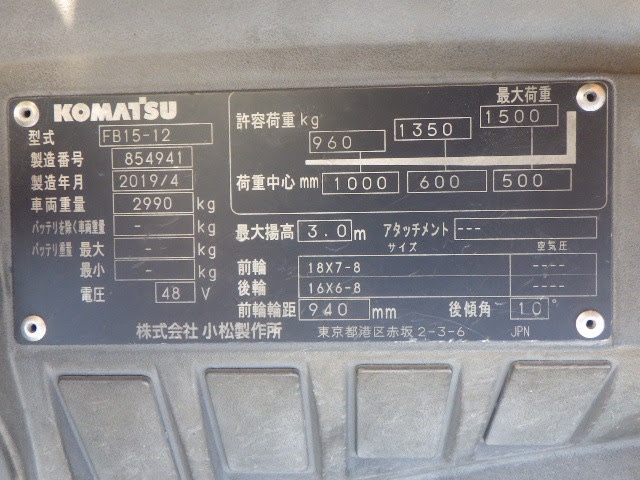 KOMATSU
型式 FB15-12
製造番号 854941
製造年月 2019/4
車両重量 2990 kg
バッテリを除く車両重量 - kg
バッテリ重量 最大 - kg
最小 - kg
電圧 48 V
最大荷重
許容荷重 kg 960 1350 1500
荷重中心 mm 1000 600 500
最大揚高 3.0 m アタッチメント ---
サイズ 空気圧
前輪 18X7-8 ----
後輪 16X6-8 ----
前輪輪距 940 mm 後傾角 10 °
株式会社 小松製作所 東京都港区赤坂2-3-6 JPN